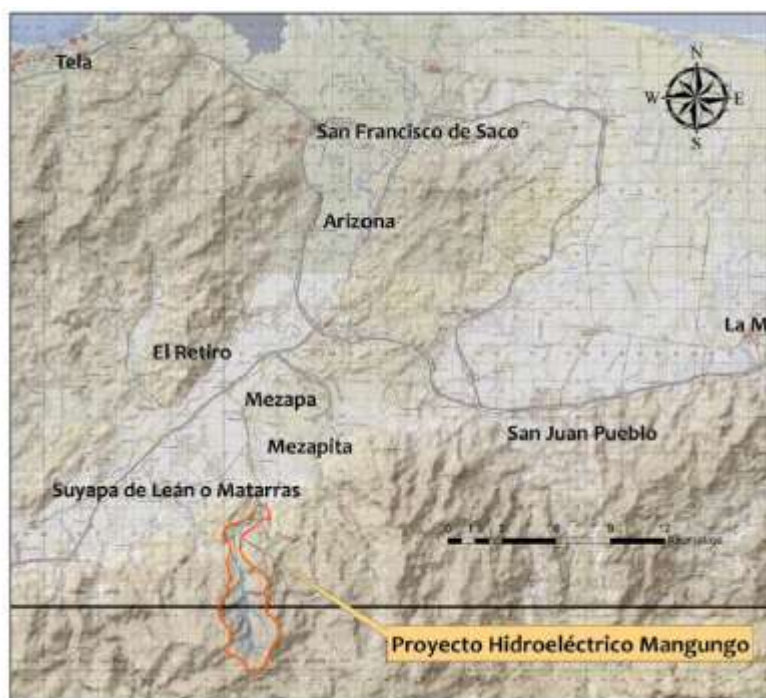 Tela
N
W E
S
San Francisco de Saco
Arizona
La M
El Retiro
Mezapa
San Juan Pueblo
Mezapita
Suyapa de Leán o Matarras
Proyecto Hidroeléctrico Mangungo